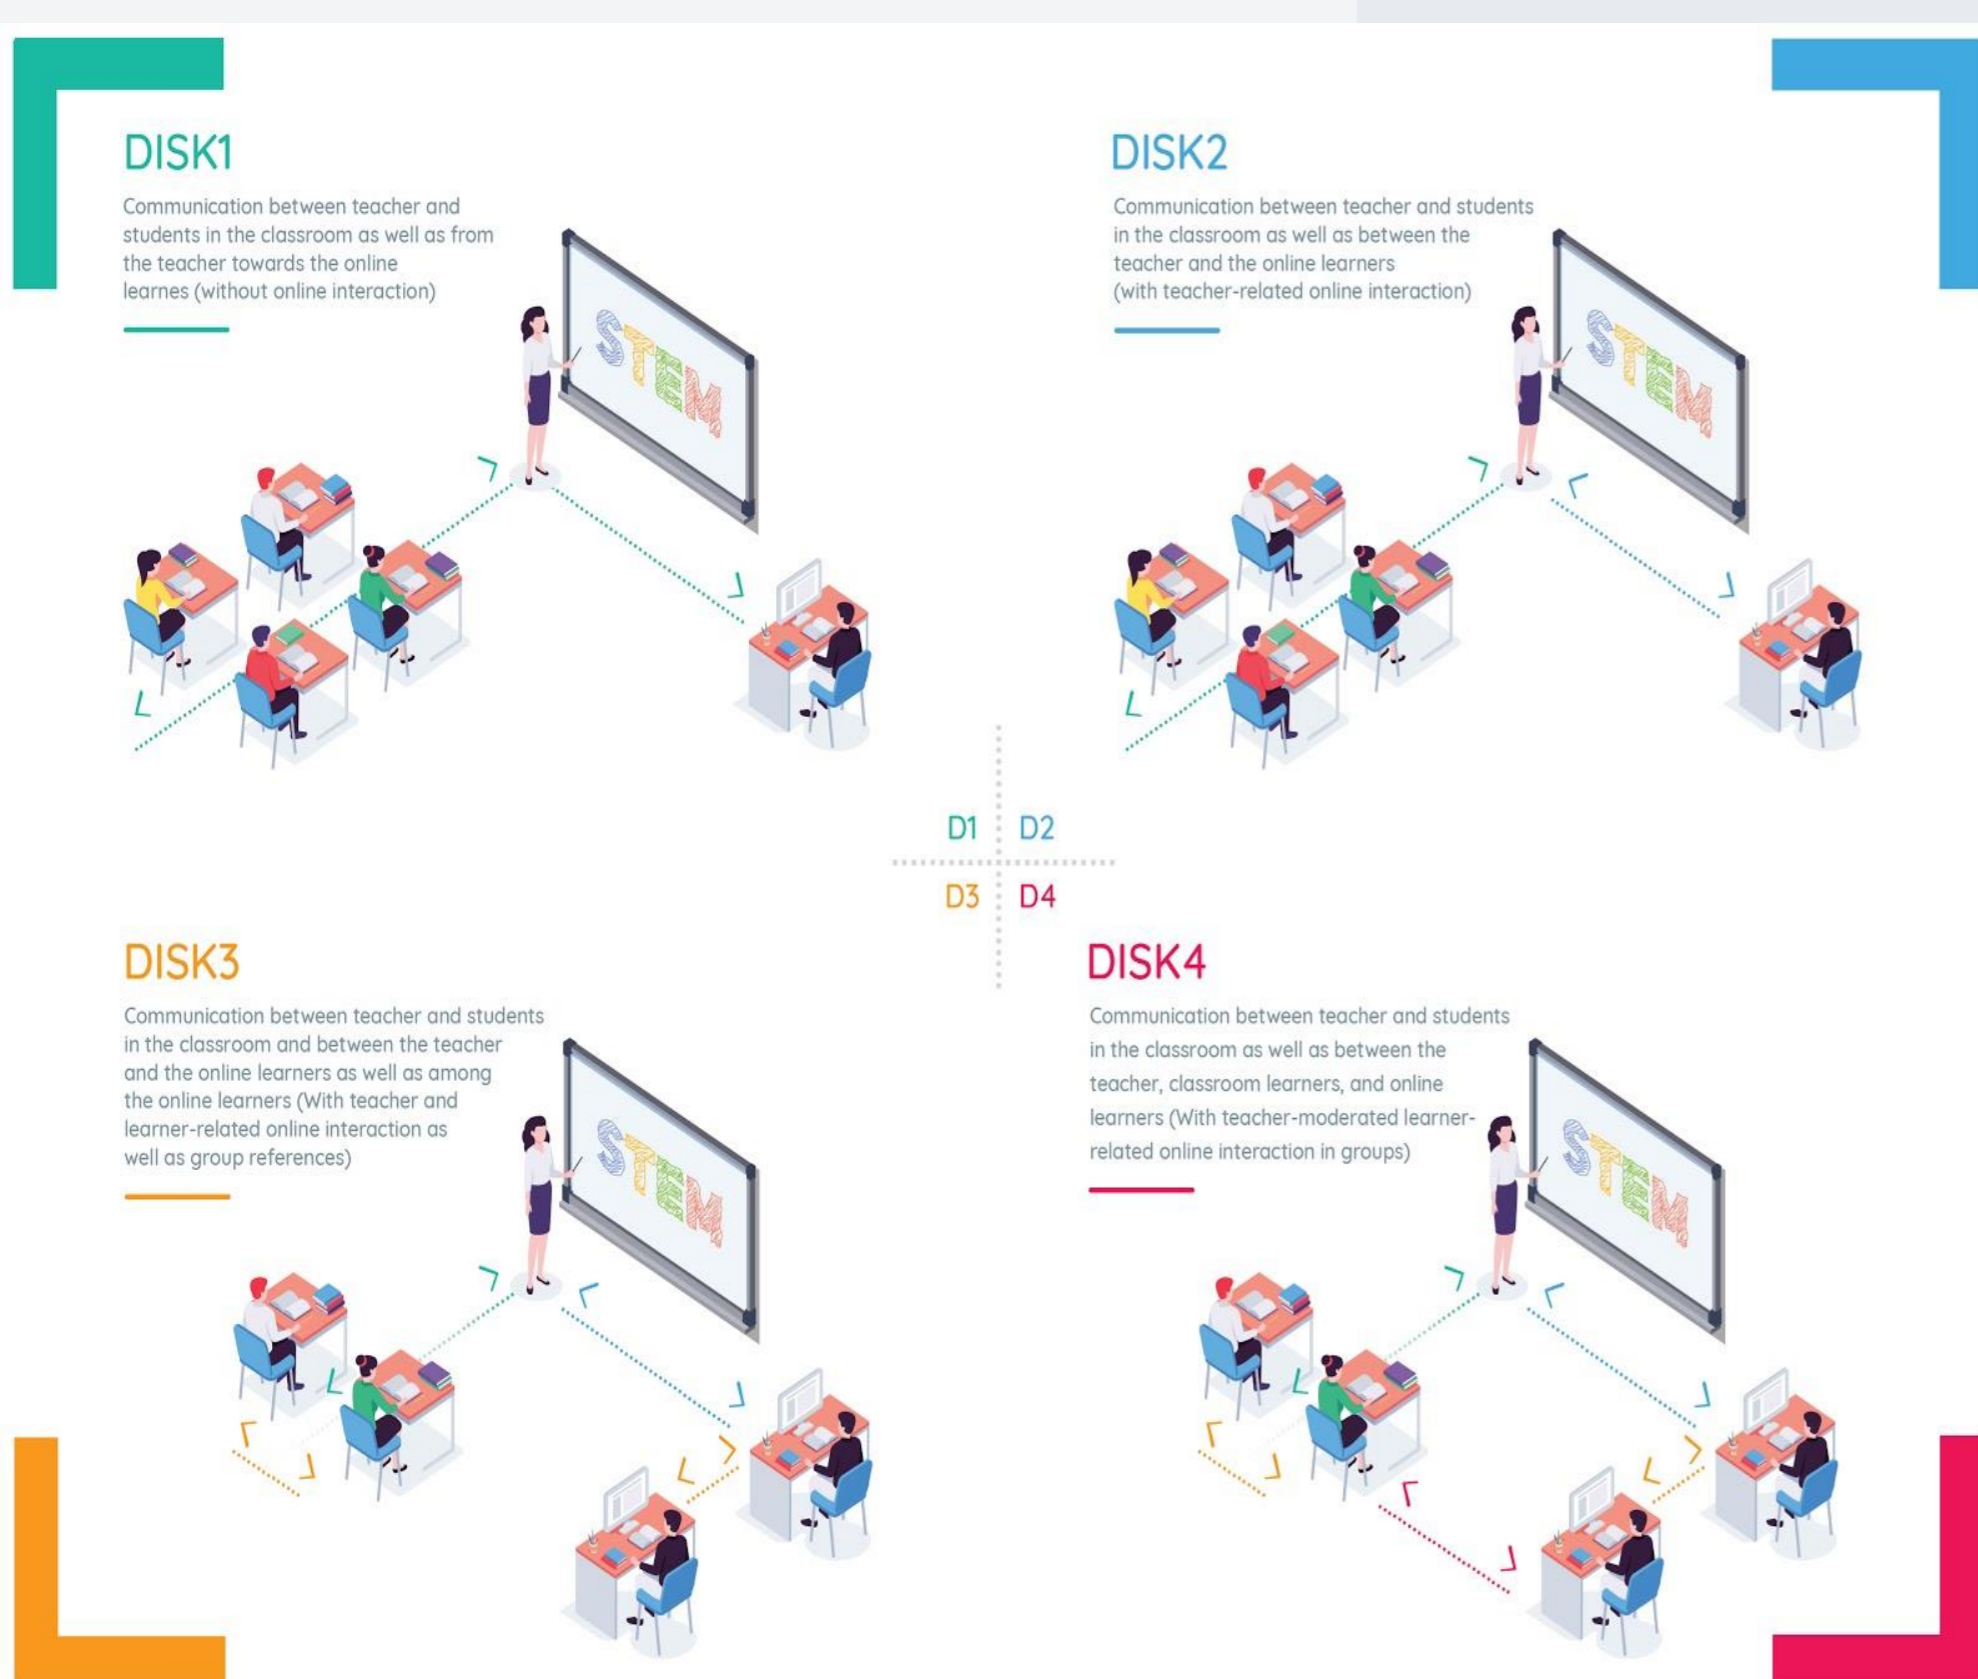 DISK1
Communication between teacher and
students in the classroom as well as from
the teacher towards the online
learnes (without online interaction)
STEM
DISK2
Communication between teacher and students
in the classroom as well as between the
teacher and the online learners
(with teacher-related online interaction)
STEM
D1
D2
D3
D4
DISK3
Communication between teacher and students
in the classroom and between the teacher
and the online learners as well as among
the online learners (With teacher and
learner-related online interaction as
well as group references)
STEM
DISK4
Communication between teacher and students
in the classroom as well as between the
teacher, classroom learners, and online
learners (With teacher-moderated learner-
related online interaction in groups)
STEM